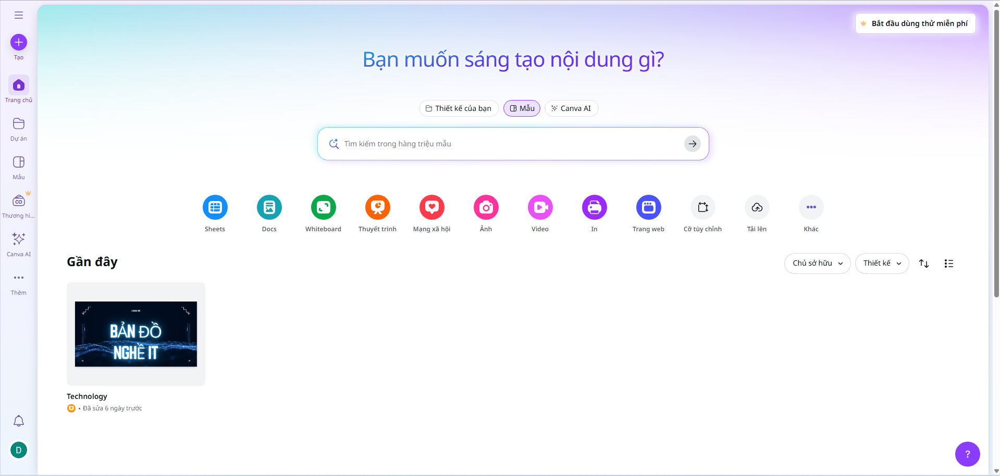 Bắt đầu dùng thử miễn phí
Tạo
Trang chủ
Dự án
Mẫu
CO
Thương hi...
Canva AI
Thêm
D
Bạn muốn sáng tạo nội dung gì?
Thiết kế của bạn
Mẫu
Canva AI
Tìm kiếm trong hàng triệu mẫu
Sheets
Docs
Whiteboard
Thuyết trình
Mạng xã hội
Ảnh
Video
In
Trang web
Cỡ tùy chỉnh
Tải lên
Khác
Gần đây
Chủ sở hữu
Thiết kế
BẢN ĐỒ
NGHỀ IT
Technology
• Đã sửa 6 ngày trước
?